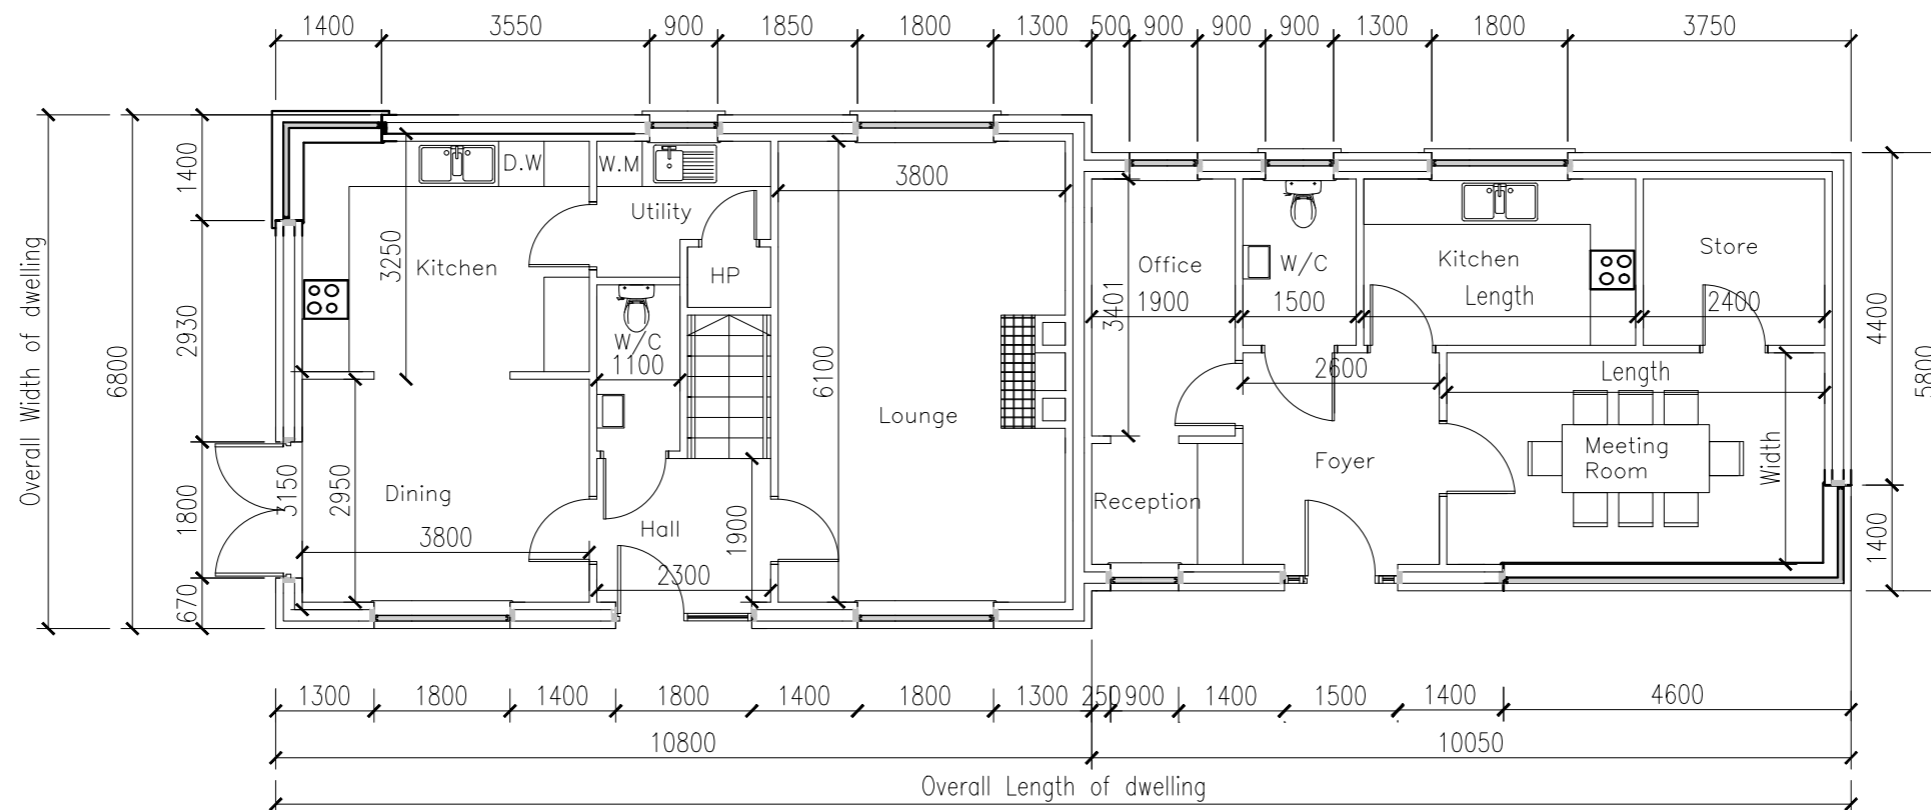 1400 3550 900 1850 1800 1300 500 900 900 900 1300 1800 3750
Overall Width of dwelling
6800
1400
2930
1800
670
D.W
W.M
3800
Utility
3250
Kitchen
HP
W/C
1100
6100
Lounge
3150
2950
Dining
3800
Hall
1900
2300
Office
1900
3401
W/C
1500
Kitchen
Length
Store
2400
2600
Length
Foyer
Meeting
Room
Width
Reception
4400
1400
5800
1300 1800 1400 1800 1400 1800 1300 250 900 1400 1500 1400 4600
10800 10050
Overall Length of dwelling